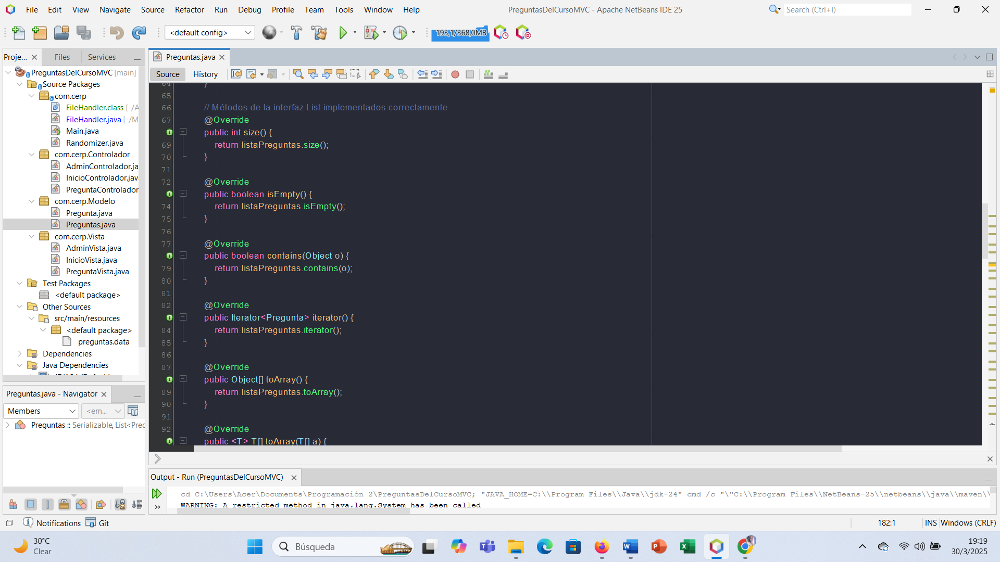 File Edit View Navigate Source Refactor Run Debug Profile Team Tools Window Help
PreguntasDelCursoMVC - Apache NetBeans IDE 25
Search (Ctrl+I)
<default config>
193,1/368,0MB
Proje... Files Services
PreguntasDelCursoMVC [main]
Source Packages
com.cerp
FileHandler.class [-/A
FileHandler.java [-/M
Main.java
Randomizer.java
com.cerp.Controlador
AdminControlador.ja
InicioControlador.jav
PreguntaControlador
com.cerp.Modelo
Pregunta.java
Preguntas.java
com.cerp.Vista
AdminVista.java
InicioVista.java
PreguntaVista.java
Test Packages
<default package>
Other Sources
src/main/resources
<default package>
preguntas.data
Dependencies
Java Dependencies
JDK 24 (Default)
Preguntas.java - Navigator
Members <em...
Preguntas :: Serializable, List<Preg
Preguntas.java
Source History
64 }
65
66 // Métodos de la interfaz List implementados correctamente
67 @Override
public int size() {
69 return listaPreguntas.size();
70 }
71
72 @Override
public boolean isEmpty() {
74 return listaPreguntas.isEmpty();
75 }
76
77 @Override
public boolean contains(Object o) {
79 return listaPreguntas.contains(o);
80 }
81
82 @Override
public Iterator<Pregunta> iterator() {
84 return listaPreguntas.iterator();
85 }
86
87 @Override
public Object[] toArray() {
89 return listaPreguntas.toArray();
90 }
91
92 @Override
public <T> T[] toArray(T[] a) {
Output - Run (PreguntasDelCursoMVC)
cd C:\Users\Acer\Documents\Programación 2\PreguntasDelCursoMVC; "JAVA_HOME=C:\\Program Files\\Java\\jdk-24" cmd /c "\"C:\\Program Files\\NetBeans-25\\netbeans\\java\\maven\\
WARNING: A restricted method in java.lang.System has been called
Notifications Git
182:1 INS Windows (CRLF)
30°C
Clear
Búsqueda
19:19
30/3/2025